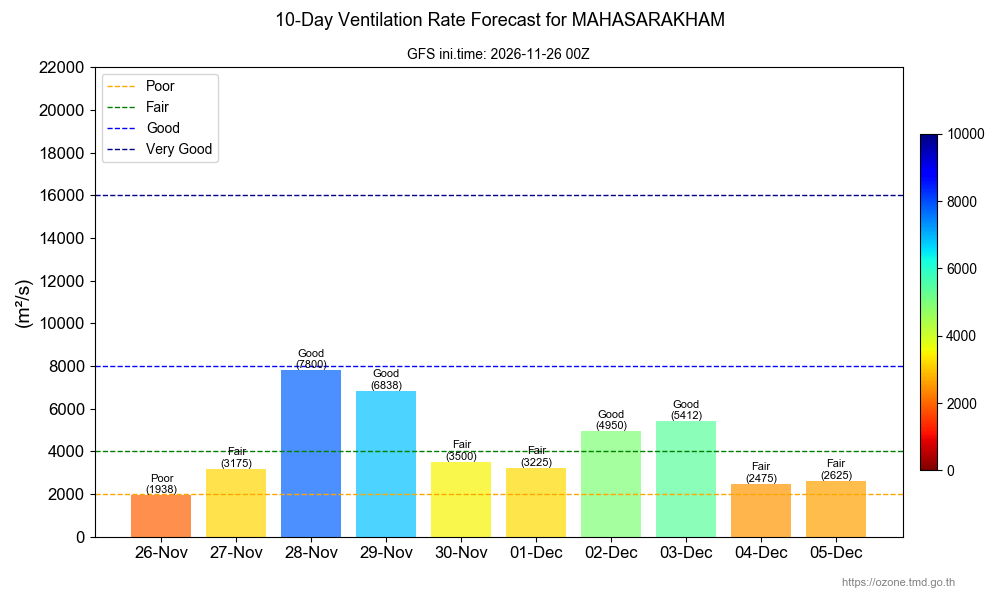 10-Day Ventilation Rate Forecast for MAHASARAKHAM
GFS ini.time: 2026-11-26 00Z
22000
20000
18000
16000
14000
12000
10000
8000
6000
4000
2000
0
(m²/s)
Poor
Fair
Good
Very Good
Poor
(1938)
Fair
(3175)
Good
(7800)
Good
(6838)
Fair
(3500)
Fair
(3225)
Good
(4950)
Good
(5412)
Fair
(2475)
Fair
(2625)
26-Nov
27-Nov
28-Nov
29-Nov
30-Nov
01-Dec
02-Dec
03-Dec
04-Dec
05-Dec
10000
8000
6000
4000
2000
0
https://ozone.tmd.go.th